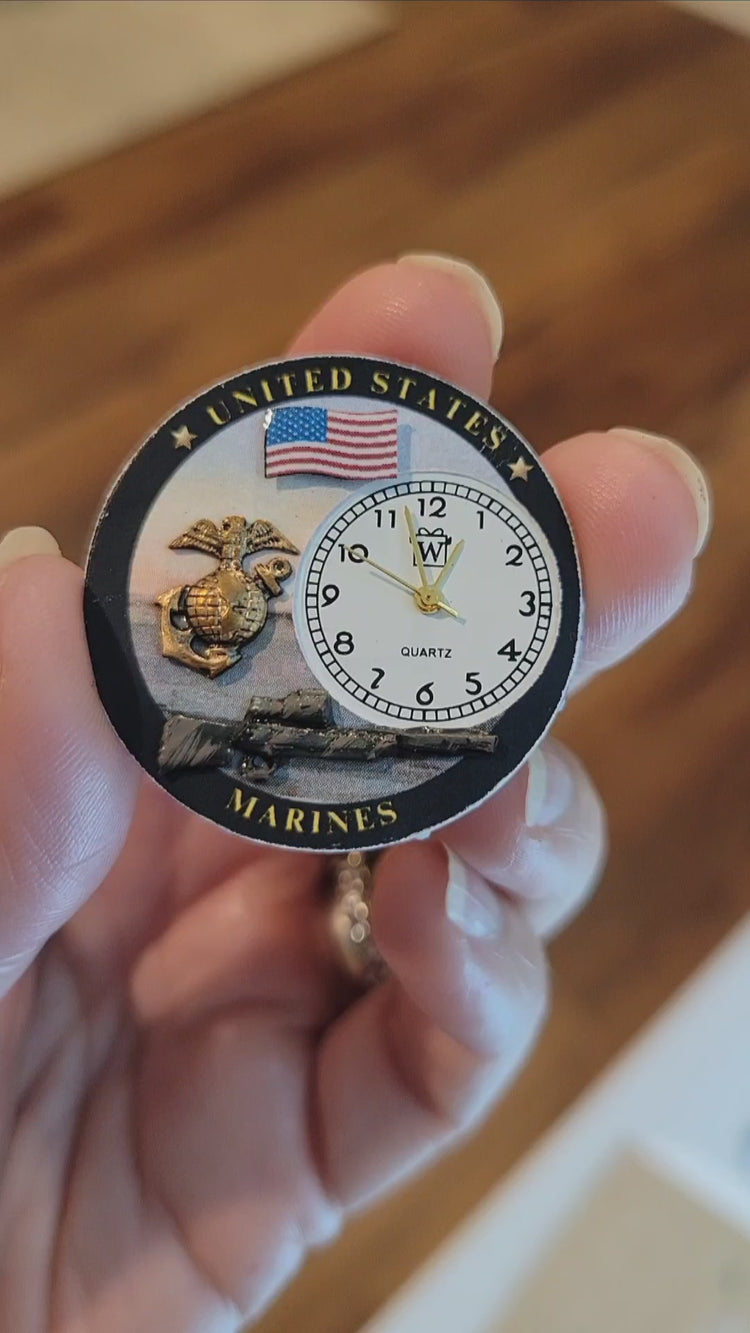 UNITED STATES
12
11 1
10 W 2
9 3
8 QUARTZ 4
7 5
6
MARINES